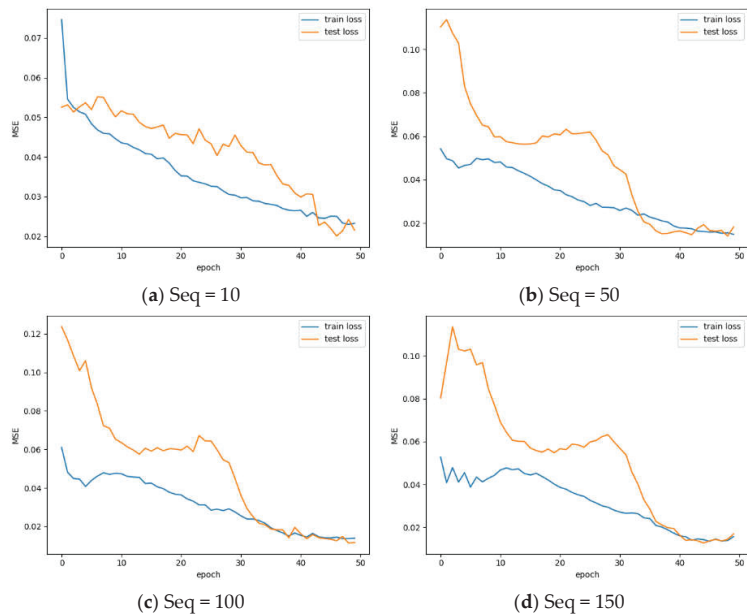 train loss
test loss
0.07
0.06
0.05
0.04
0.03
0.02
MSE
0 10 20 30 40 50
epoch
(a) Seq = 10
train loss
test loss
0.10
0.08
0.06
0.04
0.02
MSE
0 10 20 30 40 50
epoch
(b) Seq = 50
train loss
test loss
0.12
0.10
0.08
0.06
0.04
0.02
MSE
0 10 20 30 40 50
epoch
(c) Seq = 100
train loss
test loss
0.10
0.08
0.06
0.04
0.02
MSE
0 10 20 30 40 50
epoch
(d) Seq = 150